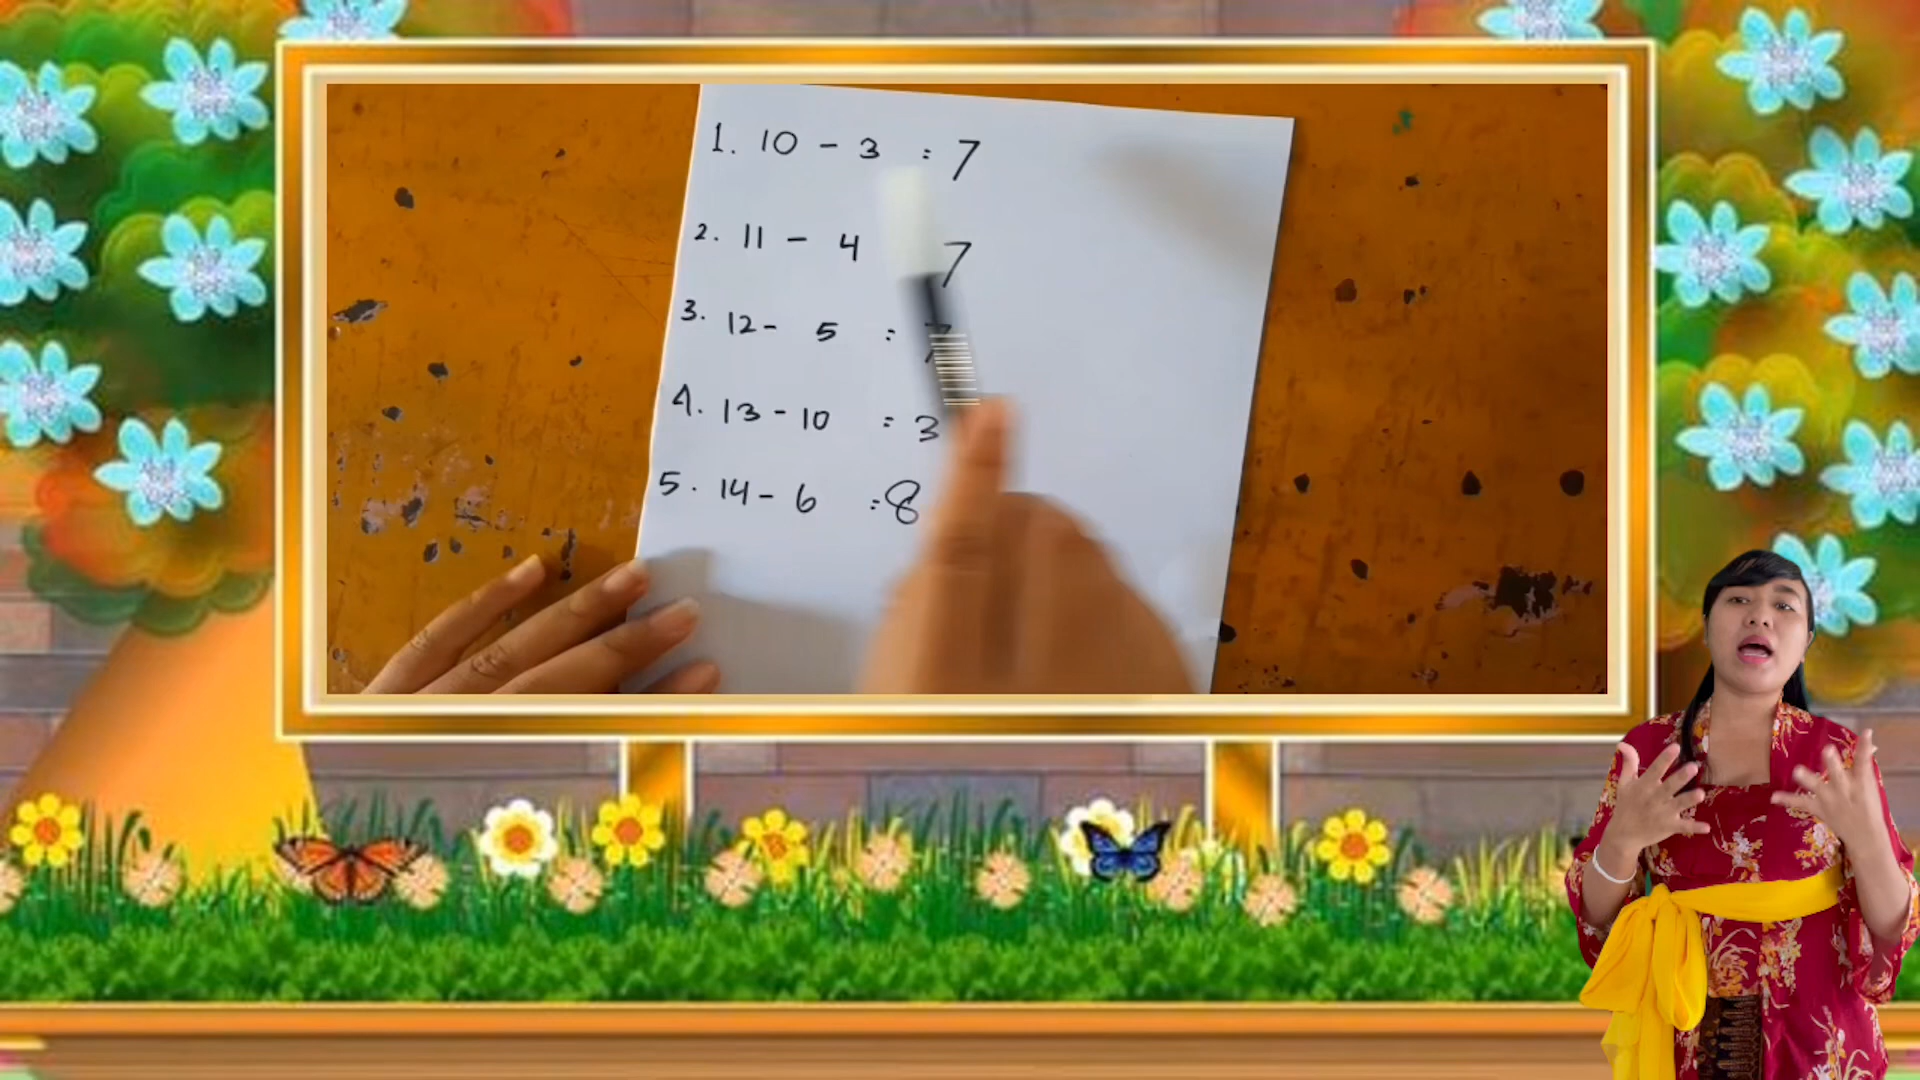 1. 10 - 3 : 7
2. 11 - 4 7
3. 12 - 5 : 7
4. 13 - 10 = 3
5. 14 - 6 = 8